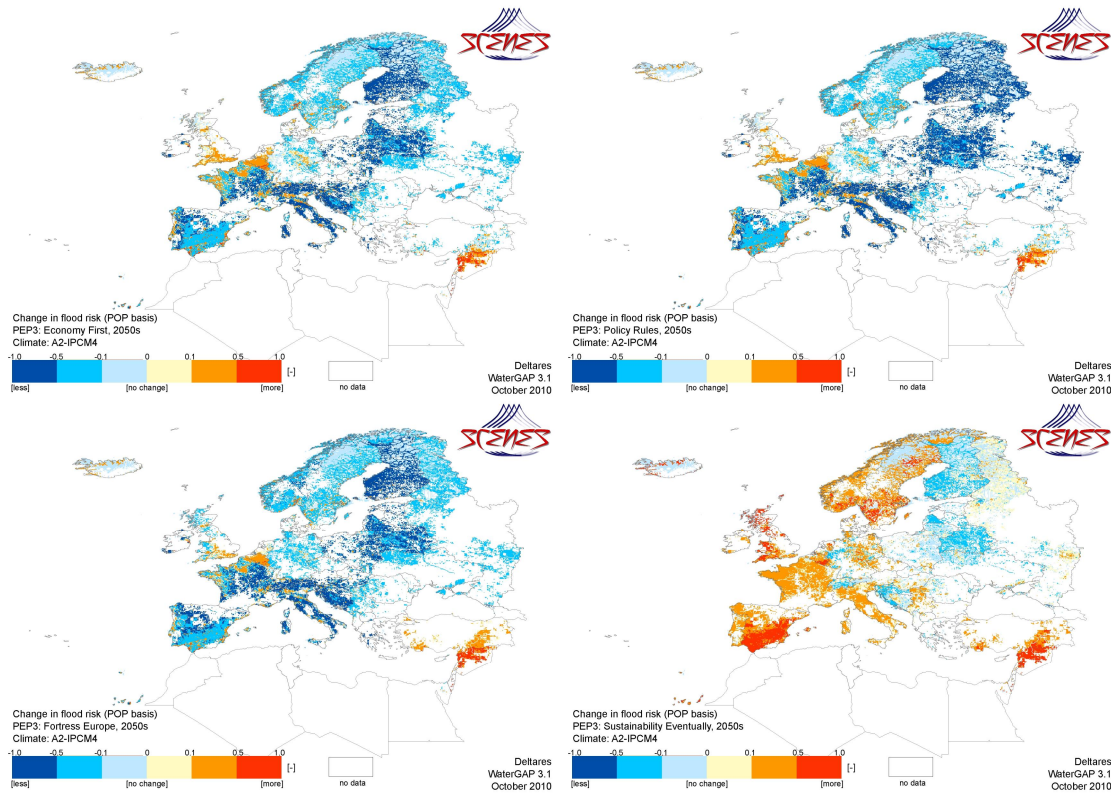 SCENES
Change in flood risk (POP basis)
PEP3: Economy First, 2050s
Climate: A2-IPCM4
-1.0 -0.5 -0.1 0 0.1 0.5 1.0
[-]
[less] [no change] [more]
no data
Deltares
WaterGAP 3.1
October 2010
SCENES
Change in flood risk (POP basis)
PEP3: Policy Rules, 2050s
Climate: A2-IPCM4
-1.0 -0.5 -0.1 0 0.1 0.5 1.0
[-]
[less] [no change] [more]
no data
Deltares
WaterGAP 3.1
October 2010
SCENES
Change in flood risk (POP basis)
PEP3: Fortress Europe, 2050s
Climate: A2-IPCM4
-1.0 -0.5 -0.1 0 0.1 0.5 1.0
[-]
[less] [no change] [more]
no data
Deltares
WaterGAP 3.1
October 2010
SCENES
Change in flood risk (POP basis)
PEP3: Sustainability Eventually, 2050s
Climate: A2-IPCM4
-1.0 -0.5 -0.1 0 0.1 0.5 1.0
[-]
[less] [no change] [more]
no data
Deltares
WaterGAP 3.1
October 2010